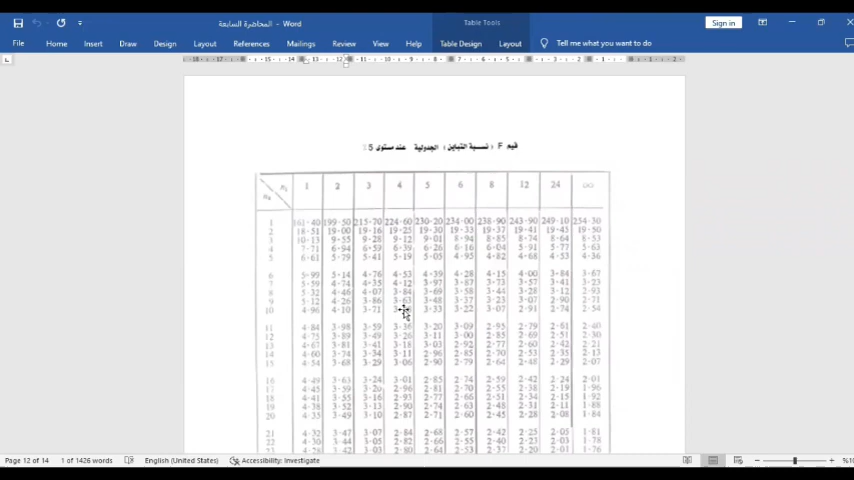 المحاضرة السابعة - Word
Table Tools
Sign in
File Home Insert Draw Design Layout References Mailings Review View Help Table Design Layout Tell me what you want to do
قيم F (نسبة التباين) الجدولية عند مستوى 5
n₁ 1 2 3 4 5 6 8 12 24 ∞
n₂
1 161·40 199·50 215·70 224·60 230·20 234·00 238·90 243·90 249·10 254·30
2 18·51 19·00 19·16 19·25 19·30 19·33 19·37 19·41 19·45 19·50
3 10·13 9·55 9·28 9·12 9·01 8·94 8·85 8·74 8·64 8·53
4 7·71 6·94 6·59 6·39 6·26 6·16 6·04 5·91 5·77 5·63
5 6·61 5·79 5·41 5·19 5·05 4·95 4·82 4·68 4·53 4·36
6 5·99 5·14 4·76 4·53 4·39 4·28 4·15 4·00 3·84 3·67
7 5·59 4·74 4·35 4·12 3·97 3·87 3·73 3·57 3·41 3·23
8 5·32 4·46 4·07 3·84 3·69 3·58 3·44 3·28 3·12 2·93
9 5·12 4·26 3·86 3·63 3·48 3·37 3·23 3·07 2·90 2·71
10 4·96 4·10 3·71 3·33 3·22 3·07 2·91 2·74 2·54
11 4·84 3·98 3·59 3·36 3·20 3·09 2·95 2·79 2·61 2·40
12 4·75 3·89 3·49 3·26 3·11 3·00 2·85 2·69 2·51 2·30
13 4·67 3·81 3·41 3·18 3·03 2·92 2·77 2·60 2·42 2·21
14 4·60 3·74 3·34 3·11 2·96 2·85 2·70 2·53 2·35 2·13
15 4·54 3·68 3·29 3·06 2·90 2·79 2·64 2·48 2·29 2·07
16 4·49 3·63 3·24 3·01 2·85 2·74 2·59 2·42 2·24 2·01
17 4·45 3·59 3·20 2·96 2·81 2·70 2·55 2·38 2·19 1·96
18 4·41 3·55 3·16 2·93 2·77 2·66 2·51 2·34 2·15 1·92
19 4·38 3·52 3·13 2·90 2·74 2·63 2·48 2·31 2·11 1·88
20 4·35 3·49 3·10 2·87 2·71 2·60 2·45 2·28 2·08 1·84
21 4·32 3·47 3·07 2·84 2·68 2·57 2·42 2·25 2·05 1·81
22 4·30 3·44 3·05 2·82 2·66 2·55 2·40 2·23 2·03 1·78
23 4·28 3·42 3·03 2·80 2·64 2·53 2·37 2·20 2·01 1·76
Page 12 of 14 1 of 1426 words English (United States) Accessibility: Investigate